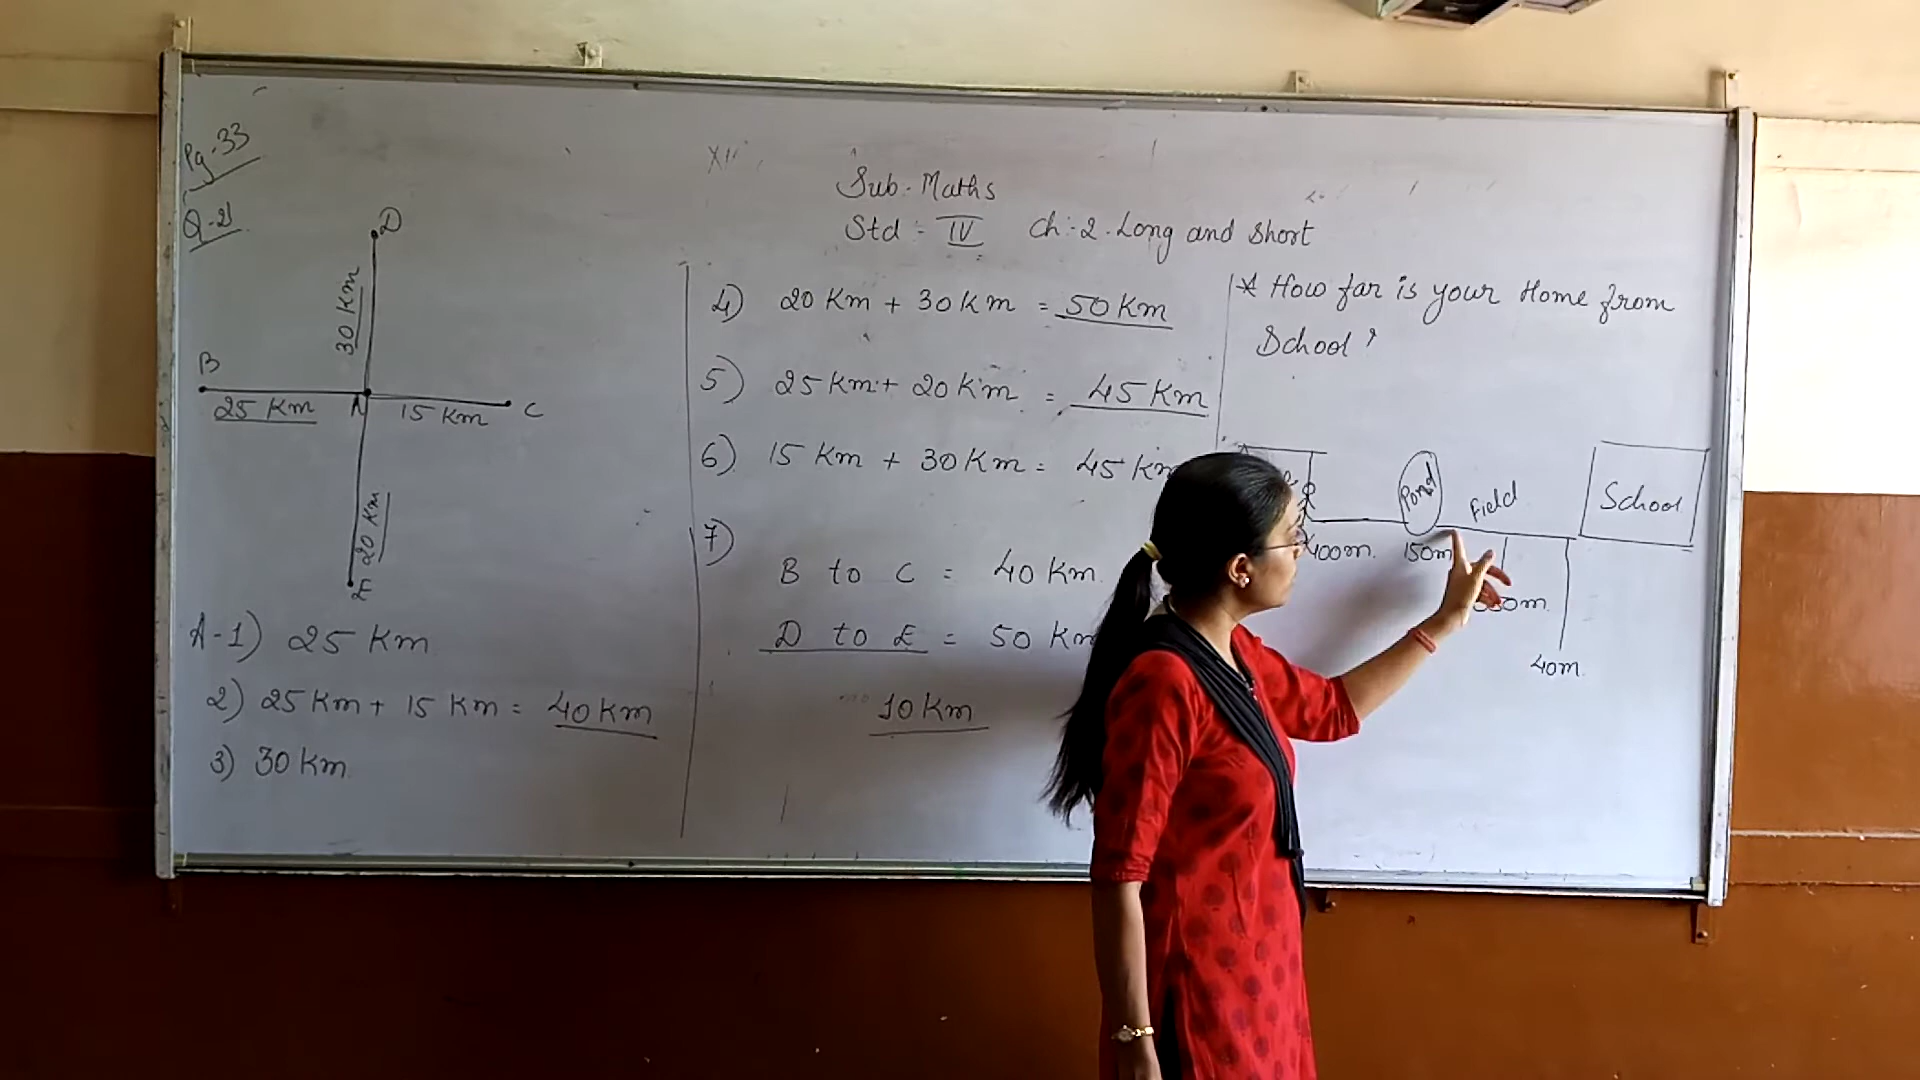 Pg-33
Q-2)
D
30 Km
B
25 Km
A
15 Km
C
20 Km
E
A-1) 25 Km
2) 25 Km + 15 Km = 40 Km
3) 30 Km
Sub- Maths
Std - IV Ch:-2. Long and Short
4) 20 Km + 30 Km = 50 Km
5) 25 Km + 20 Km = 45 Km
6) 15 Km + 30 Km = 45 Km
7)
B to C = 40 Km
D to E = 50 Km
10 Km
* How far is your Home from
School?
Pond
Field
School
400m. 150m
40m.